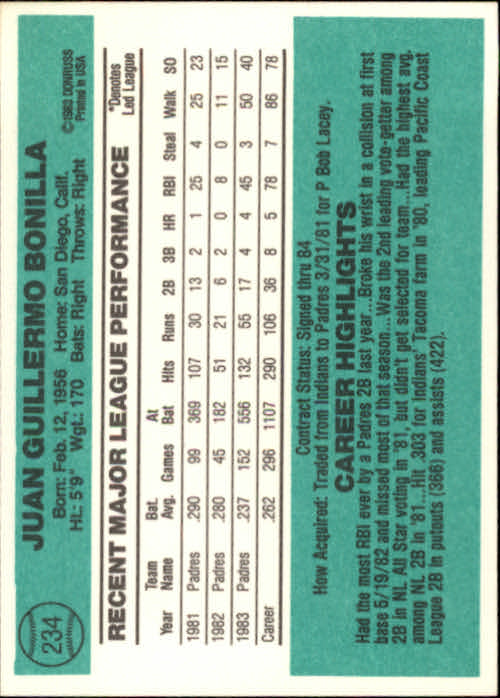 234
JUAN GUILLERMO BONILLA
Born: Feb. 12, 1956 Home: San Diego, Calif.
Ht.: 5'9" Wgt.: 170 Bats: Right Throws: Right
©1983 DONRUSS
Printed in USA
RECENT MAJOR LEAGUE PERFORMANCE
*Denotes
Led League
Year Team Name Bat. Avg. Games At Bat Hits Runs 2B 3B HR RBI Steal Walk SO
1981 Padres .290 99 369 107 30 13 2 1 25 4 25 23
1982 Padres .280 45 182 51 21 6 2 0 8 0 11 15
1983 Padres .237 152 556 132 55 17 4 4 45 3 50 40
Career .262 296 1107 290 106 36 8 5 78 7 86 78
Contract Status: Signed thru 84
How Acquired: Traded from Indians to Padres 3/31/81 for P Bob Lacey.
CAREER HIGHLIGHTS
Had the most RBI ever by a Padres 2B last year...Broke his wrist in a collision at first
base 5/19/82 and missed most of that season...Was the 2nd leading vote-getter among
2B in NL All Star voting in '81, but didn't get selected for team...Had the highest avg.
among NL 2B in '81...Hit .303 for Indians' Tacoma farm in '80, leading Pacific Coast
League 2B in putouts (366) and assists (422).